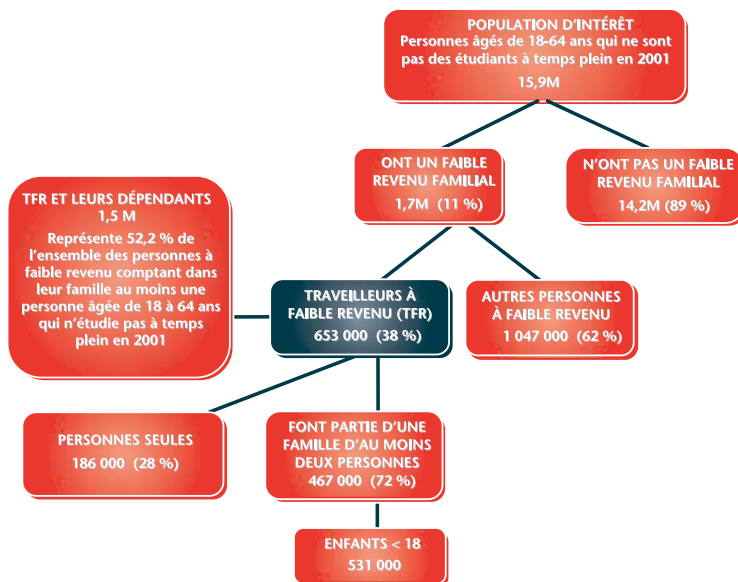 POPULATION D'INTÉRÊT
Personnes âgés de 18-64 ans qui ne sont
pas des étudiants à temps plein en 2001
15,9M
ONT UN FAIBLE
REVENU FAMILIAL
1,7M (11 %)
N'ONT PAS UN FAIBLE
REVENU FAMILIAL
14,2M (89 %)
TFR ET LEURS DÉPENDANTS
1,5 M
Représente 52,2 % de
l'ensemble des personnes à
faible revenu comptant dans
leur famille au moins une
personne âgée de 18 à 64 ans
qui n'étudie pas à temps
plein en 2001
TRAVEILLEURS À
FAIBLE REVENU (TFR)
653 000 (38 %)
AUTRES PERSONNES
À FAIBLE REVENU
1 047 000 (62 %)
PERSONNES SEULES
186 000 (28 %)
FONT PARTIE D'UNE
FAMILLE D'AU MOINS
DEUX PERSONNES
467 000 (72 %)
ENFANTS < 18
531 000